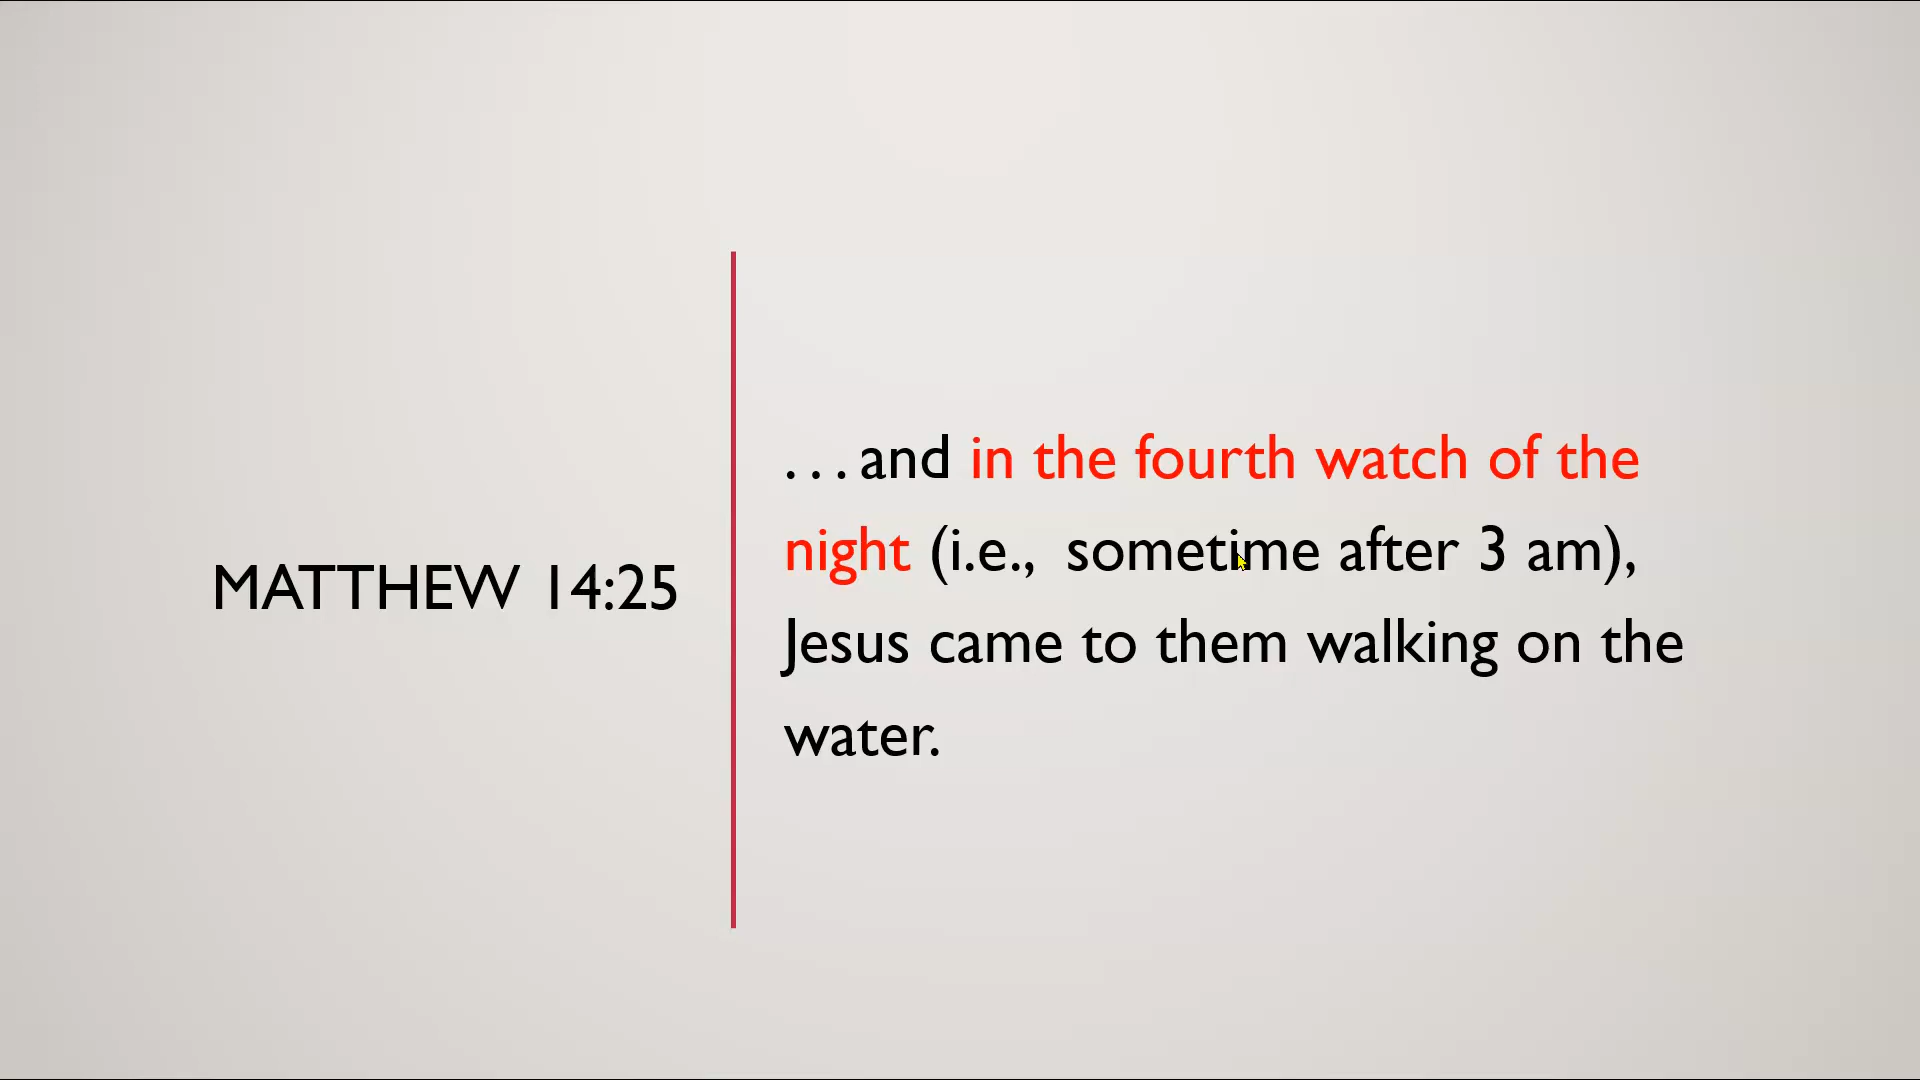 MATTHEW 14:25
. . . and in the fourth watch of the
night (i.e.,  sometime after 3 am),
Jesus came to them walking on the
water.